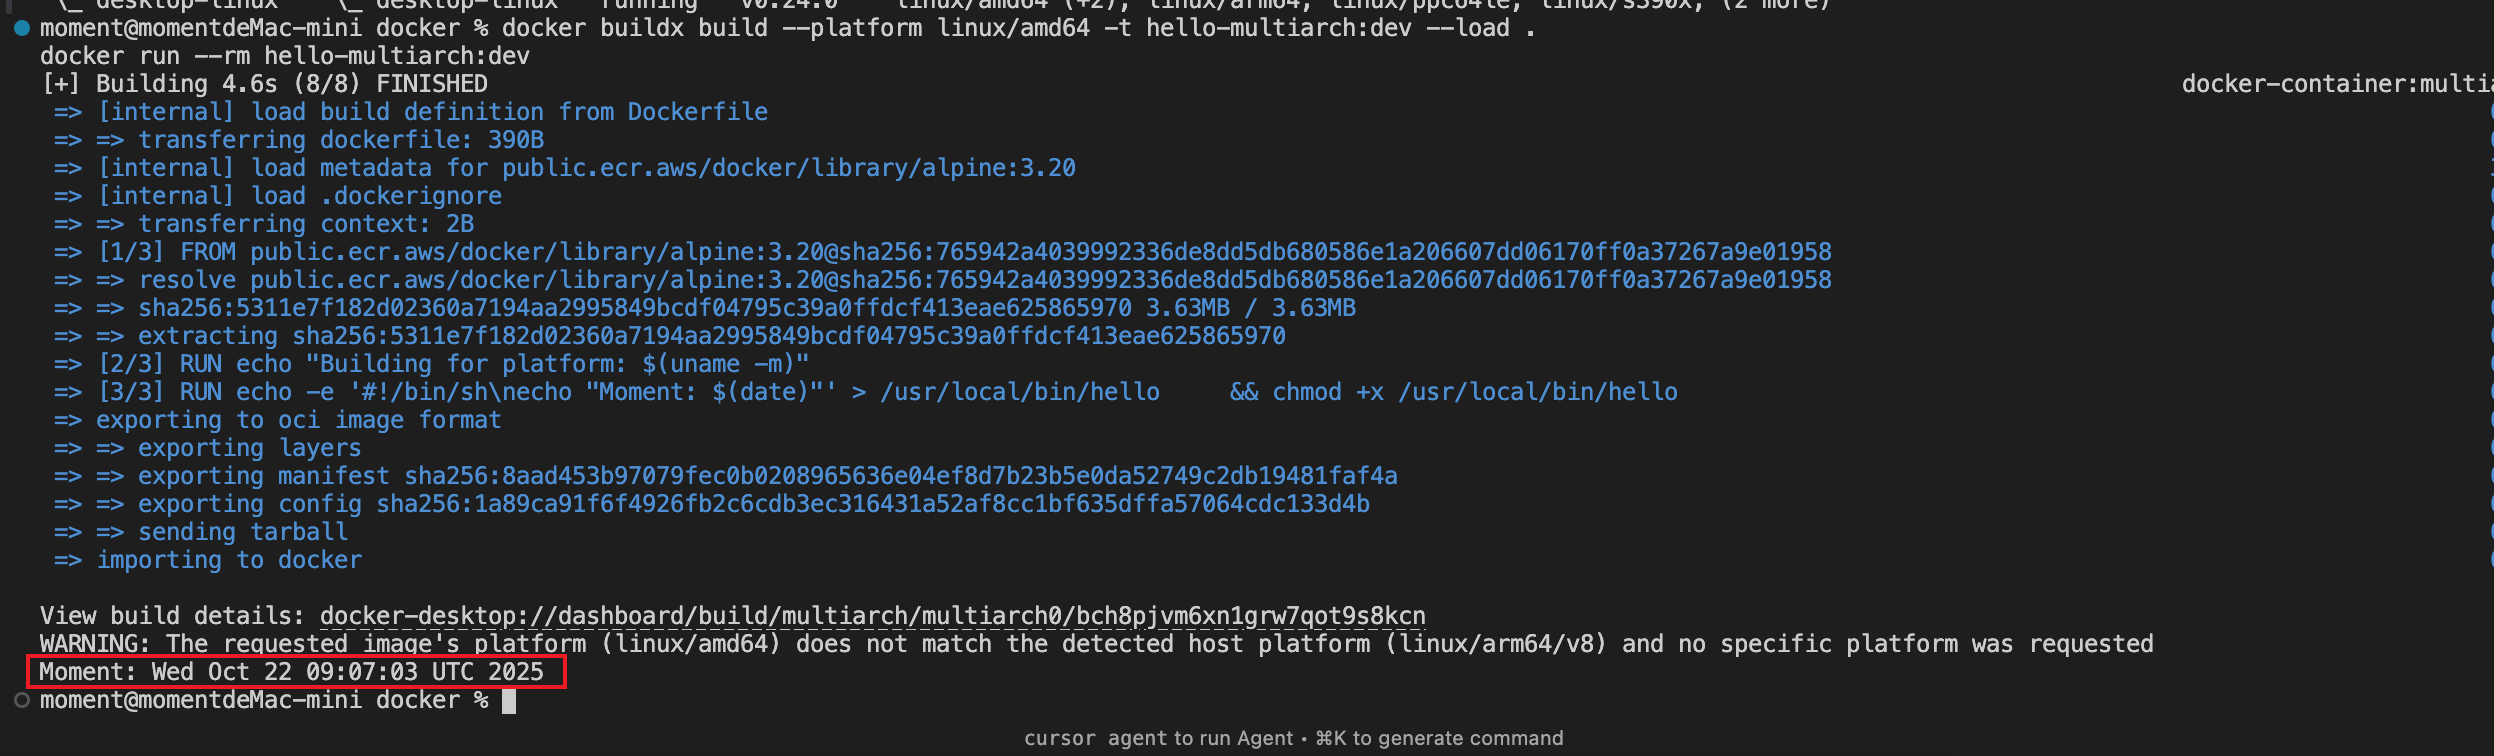 \_ desktop-linux    \_ desktop-linux   running   v0.24.0    linux/amd64 (+2), linux/arm64, linux/ppc64le, linux/s390x, (2 more)
moment@momentdeMac-mini docker % docker buildx build --platform linux/amd64 -t hello-multiarch:dev --load .
docker run --rm hello-multiarch:dev
[+] Building 4.6s (8/8) FINISHED docker-container:multia
=> [internal] load build definition from Dockerfile
=> => transferring dockerfile: 390B
=> [internal] load metadata for public.ecr.aws/docker/library/alpine:3.20
=> [internal] load .dockerignore
=> => transferring context: 2B
=> [1/3] FROM public.ecr.aws/docker/library/alpine:3.20@sha256:765942a4039992336de8dd5db680586e1a206607dd06170ff0a37267a9e01958
=> => resolve public.ecr.aws/docker/library/alpine:3.20@sha256:765942a4039992336de8dd5db680586e1a206607dd06170ff0a37267a9e01958
=> => sha256:5311e7f182d02360a7194aa2995849bcdf04795c39a0ffdcf413eae625865970 3.63MB / 3.63MB
=> => extracting sha256:5311e7f182d02360a7194aa2995849bcdf04795c39a0ffdcf413eae625865970
=> [2/3] RUN echo "Building for platform: $(uname -m)"
=> [3/3] RUN echo -e '#!/bin/sh\necho "Moment: $(date)"' > /usr/local/bin/hello     && chmod +x /usr/local/bin/hello
=> exporting to oci image format
=> => exporting layers
=> => exporting manifest sha256:8aad453b97079fec0b0208965636e04ef8d7b23b5e0da52749c2db19481faf4a
=> => exporting config sha256:1a89ca91f6f4926fb2c6cdb3ec316431a52af8cc1bf635dffa57064cdc133d4b
=> => sending tarball
=> importing to docker
View build details: docker-desktop://dashboard/build/multiarch/multiarch0/bch8pjvm6xn1grw7qot9s8kcn
WARNING: The requested image's platform (linux/amd64) does not match the detected host platform (linux/arm64/v8) and no specific platform was requested
Moment: Wed Oct 22 09:07:03 UTC 2025
moment@momentdeMac-mini docker %
cursor agent to run Agent • ⌘K to generate command